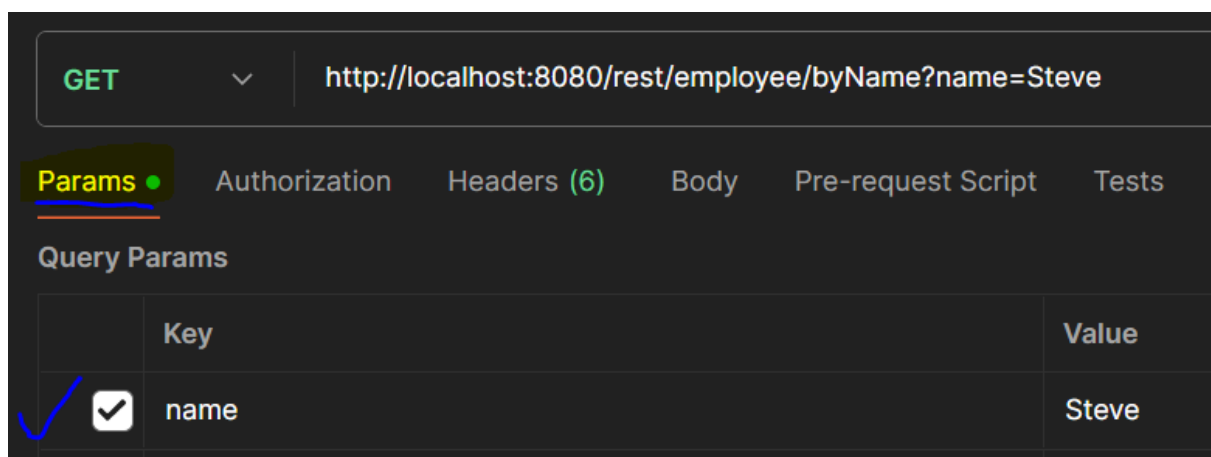 GET http://localhost:8080/rest/employee/byName?name=Steve
Params Authorization Headers (6) Body Pre-request Script Tests
Query Params
Key Value
name Steve